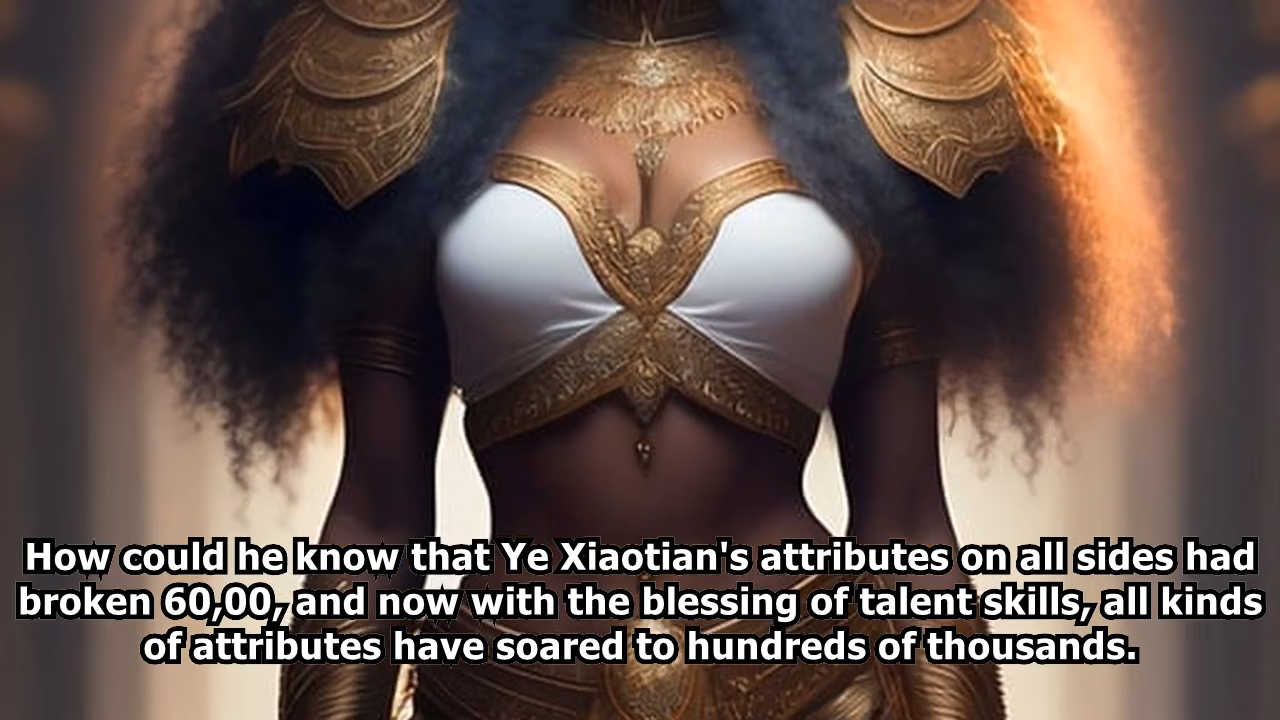 How could he know that Ye Xiaotian's attributes on all sides had
broken 60,00, and now with the blessing of talent skills, all kinds
of attributes have soared to hundreds of thousands.